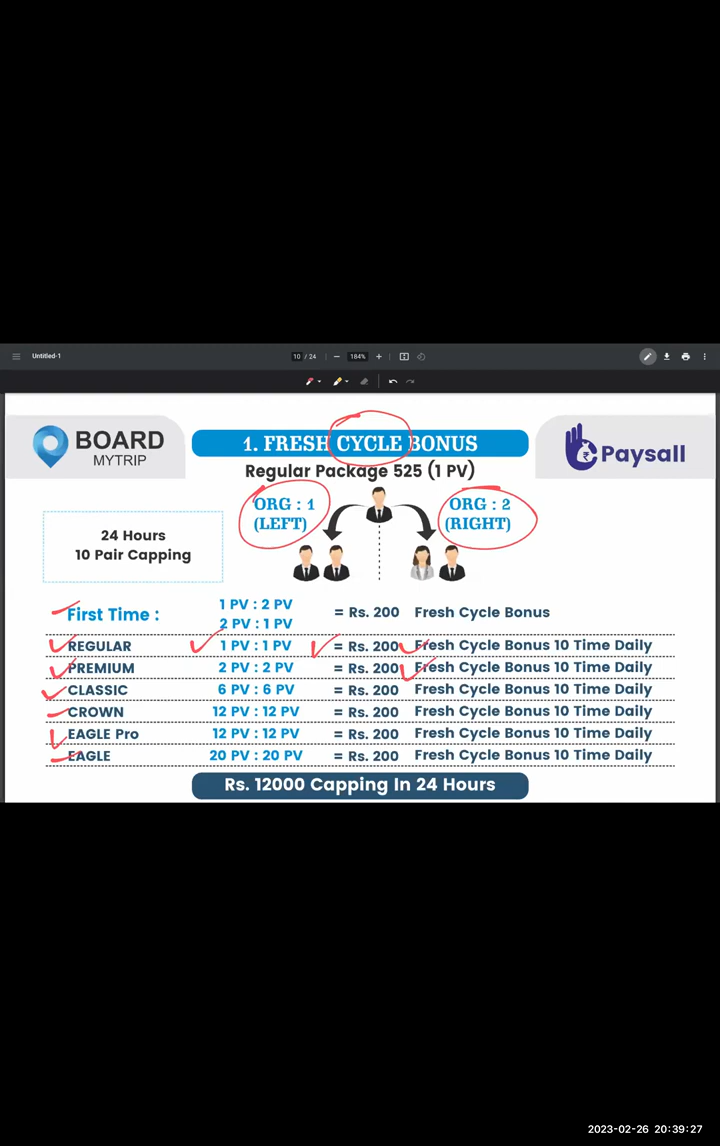 Untitled-1
10 / 24
184%
BOARD
MYTRIP
1. FRESH CYCLE BONUS
Paysall
Regular Package 525 (1 PV)
ORG : 1
(LEFT)
ORG : 2
(RIGHT)
24 Hours
10 Pair Capping
First Time :
1 PV : 2 PV
2 PV : 1 PV
= Rs. 200 Fresh Cycle Bonus
REGULAR 1 PV : 1 PV = Rs. 200 Fresh Cycle Bonus 10 Time Daily
PREMIUM 2 PV : 2 PV = Rs. 200 Fresh Cycle Bonus 10 Time Daily
CLASSIC 6 PV : 6 PV = Rs. 200 Fresh Cycle Bonus 10 Time Daily
CROWN 12 PV : 12 PV = Rs. 200 Fresh Cycle Bonus 10 Time Daily
EAGLE Pro 12 PV : 12 PV = Rs. 200 Fresh Cycle Bonus 10 Time Daily
EAGLE 20 PV : 20 PV = Rs. 200 Fresh Cycle Bonus 10 Time Daily
Rs. 12000 Capping In 24 Hours
2023-02-26 20:39:27